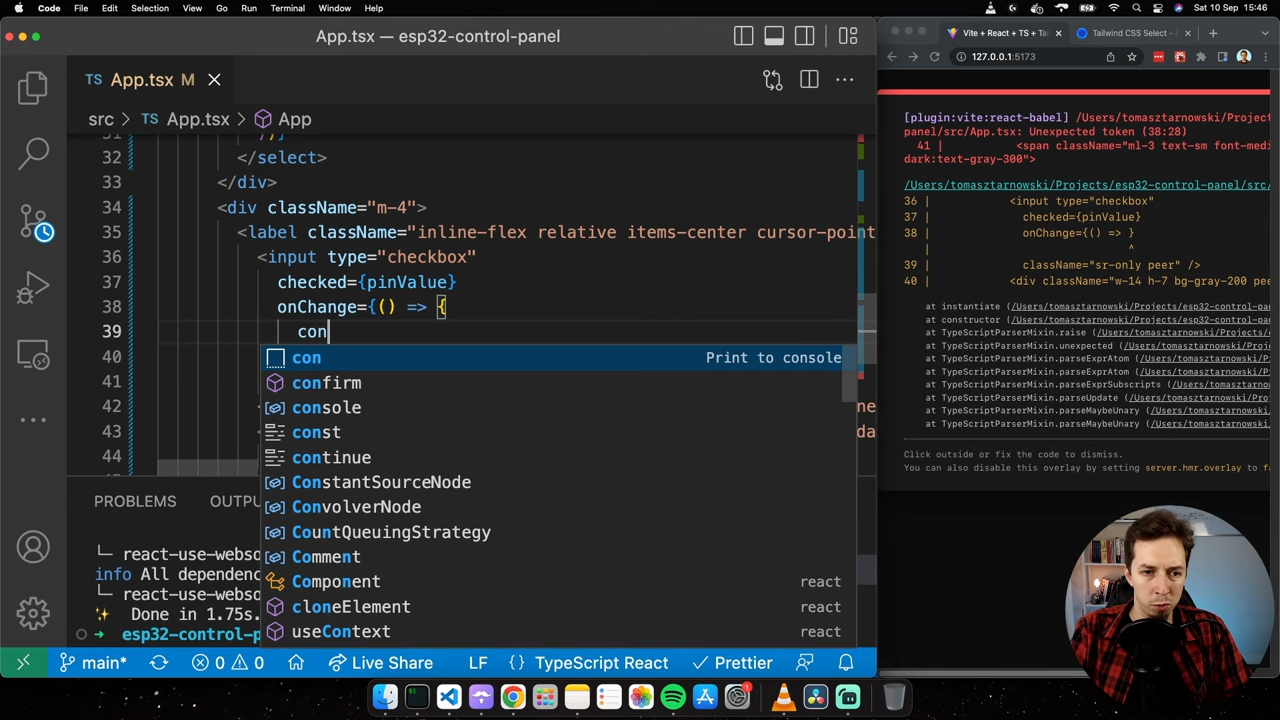 Code File Edit Selection View Go Run Terminal Window Help
Sat 10 Sep 15:46
App.tsx — esp32-control-panel
TS App.tsx M
src > TS App.tsx > App
31
32 </select>
33 </div>
34 <div className="m-4">
35 <label className="inline-flex relative items-center cursor-point
36 <input type="checkbox"
37 checked={pinValue}
38 onChange={() => {
39 con
40
41
42 ne
43 da
44
con Print to console
confirm
console
const
continue
ConstantSourceNode
ConvolverNode
CountQueuingStrategy
Comment
Component react
cloneElement
useContext react
PROBLEMS OUTPU
└─ react-use-webso
info All dependenc
└─ react-use-webso
✨ Done in 1.75s.
➜ esp32-control-p
main* 0 0 Live Share LF {} TypeScript React Prettier
Vite + React + TS + Ta
Tailwind CSS Select -
127.0.0.1:5173
[plugin:vite:react-babel] /Users/tomasztarnowski/Project
panel/src/App.tsx: Unexpected token (38:28)
41 | <span className="ml-3 text-sm font-medi
dark:text-gray-300">
/Users/tomasztarnowski/Projects/esp32-control-panel/src/
36 | <input type="checkbox"
37 | checked={pinValue}
38 | onChange={() => }
| ^
39 | className="sr-only peer" />
40 | <div className="w-14 h-7 bg-gray-200 pee
at instantiate (/Users/tomasztarnowski/Projects/esp32-control-pa
at constructor (/Users/tomasztarnowski/Projects/esp32-control-pa
at TypeScriptParserMixin.raise (/Users/tomasztarnowski/Projects/
at TypeScriptParserMixin.unexpected (/Users/tomasztarnowski/Proj
at TypeScriptParserMixin.parseExprAtom (/Users/tomasztarnowski/P
at TypeScriptParserMixin.parseExprAtom (/Users/tomasztarnowski/P
at TypeScriptParserMixin.parseExprSubscripts (/Users/tomasztarno
at TypeScriptParserMixin.parseUpdate (/Users/tomasztarnowski/Pro
at TypeScriptParserMixin.parseMaybeUnary (/Users/tomasztarnowski
at TypeScriptParserMixin.parseMaybeUnary (/Users/tomasztarnowski
Click outside or fix the code to dismiss.
You can also disable this overlay by setting server.hmr.overlay to fa